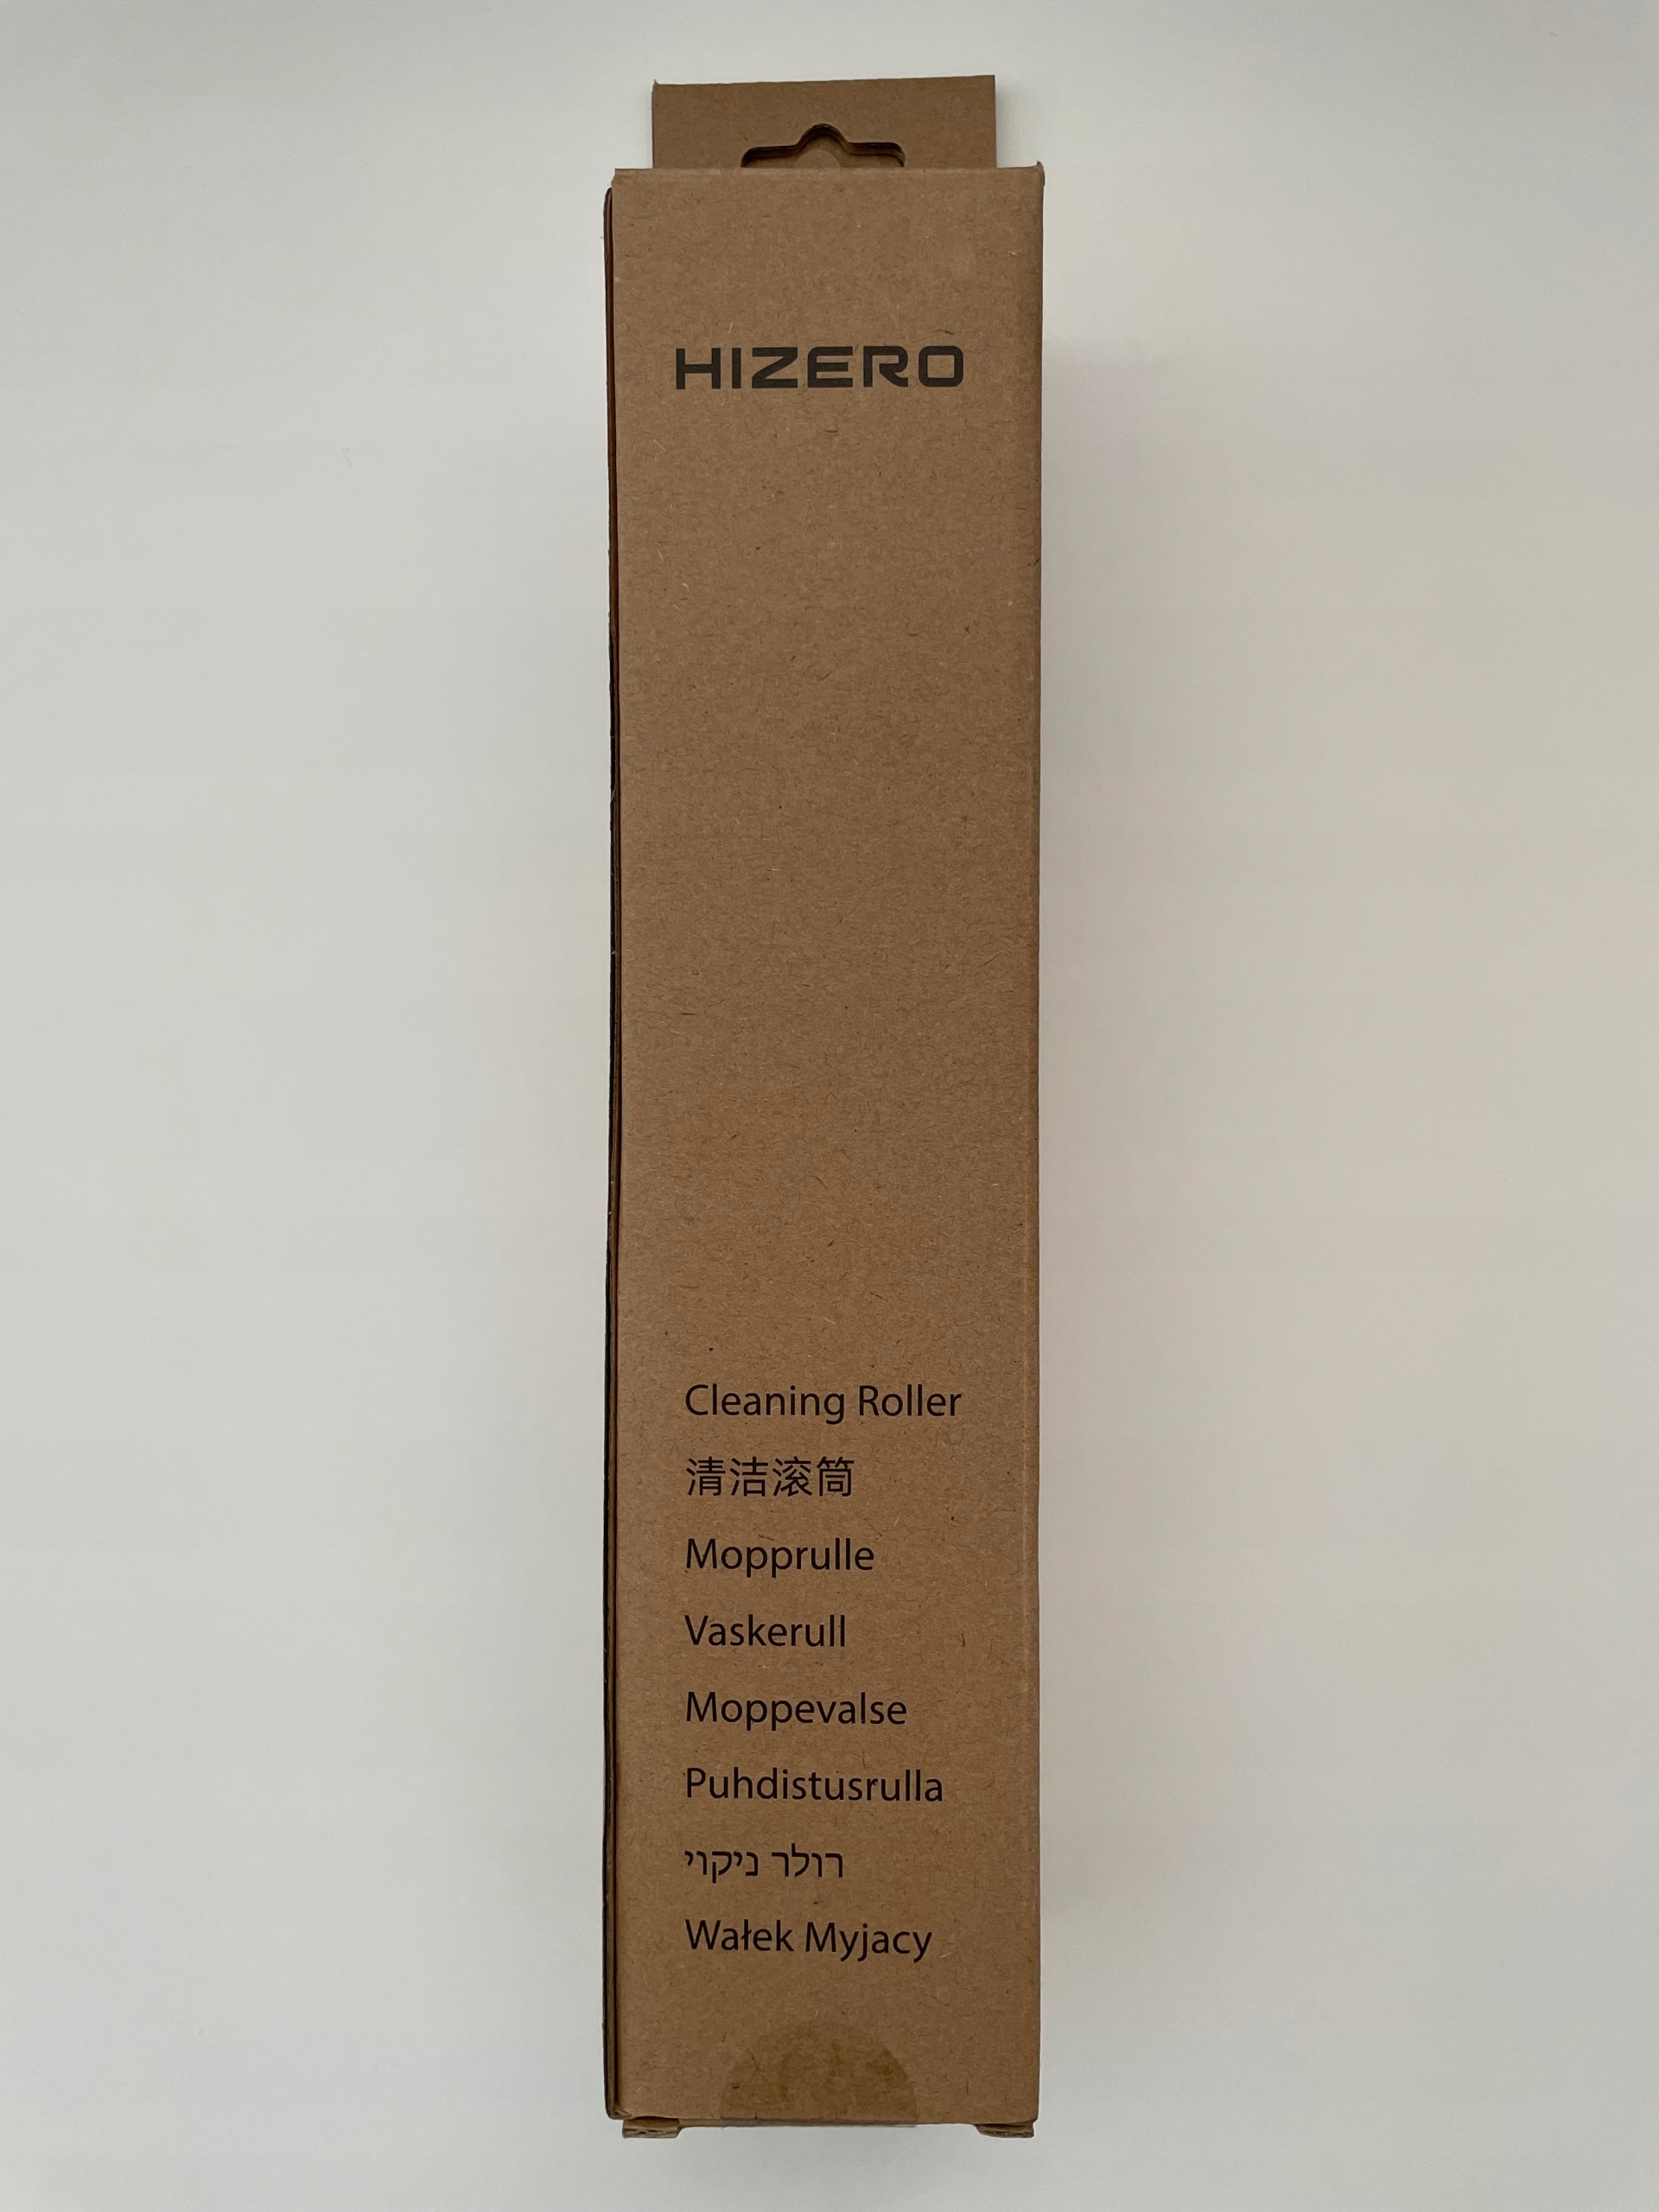 HIZERO
Cleaning Roller
清洁滚筒
Mopprulle
Vaskerull
Moppevalse
Puhdistusrulla
רולר ניקוי
Wałek Myjacy